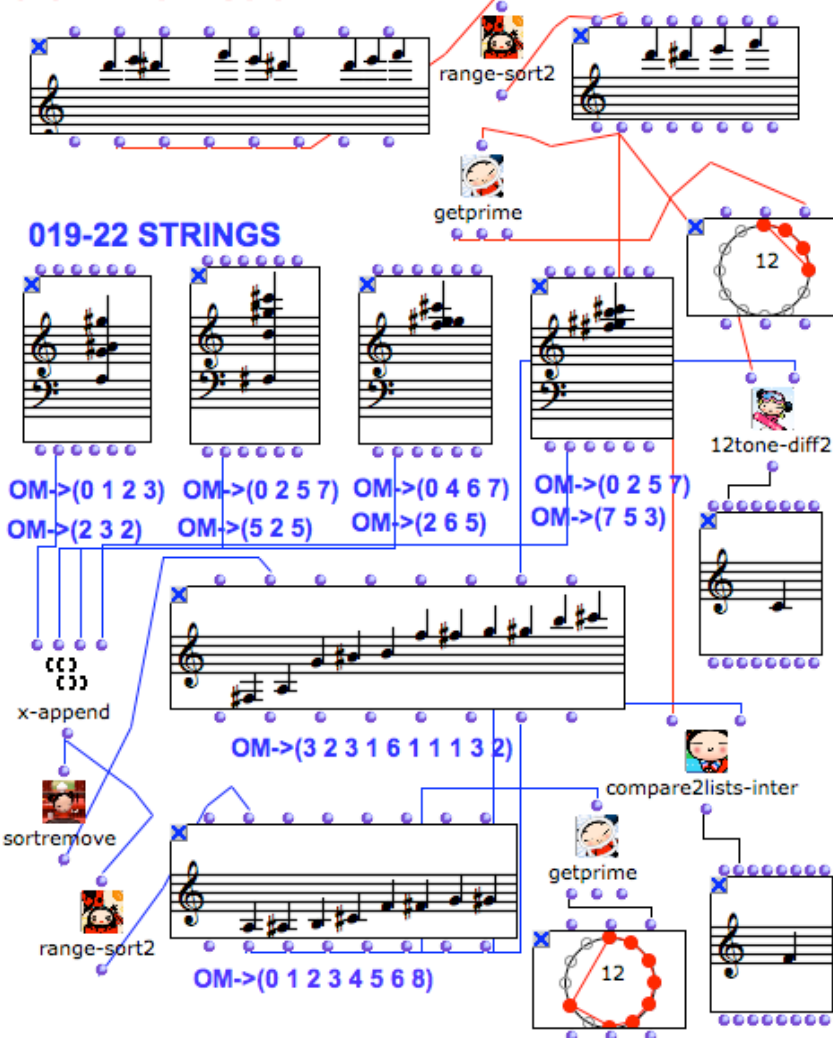 range-sort2
getprime
12
019-22 STRINGS
12tone-diff2
OM->(0 1 2 3)
OM->(0 2 5 7)
OM->(0 4 6 7)
OM->(0 2 5 7)
OM->(2 3 2)
OM->(5 2 5)
OM->(2 6 5)
OM->(7 5 3)
x-append
OM->(3 2 3 1 6 1 1 1 3 2)
compare2lists-inter
sortremove
getprime
range-sort2
12
OM->(0 1 2 3 4 5 6 8)